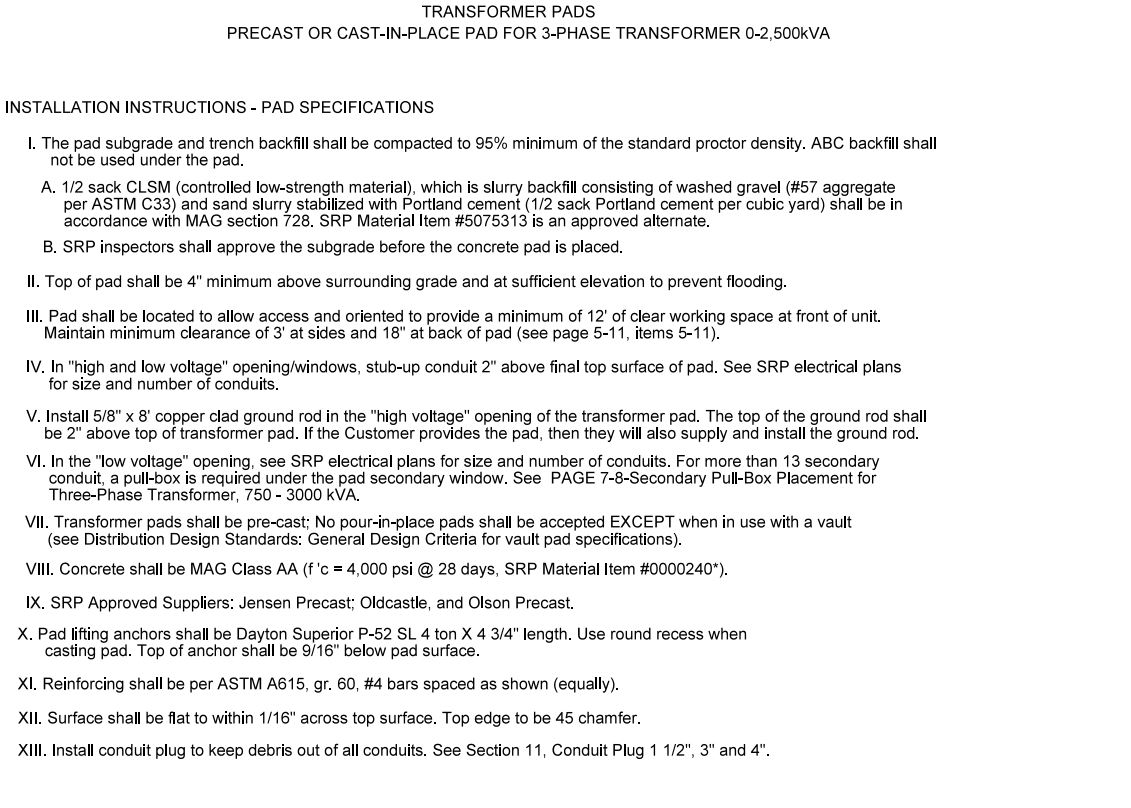 TRANSFORMER PADS
PRECAST OR CAST-IN-PLACE PAD FOR 3-PHASE TRANSFORMER 0-2,500kVA
INSTALLATION INSTRUCTIONS - PAD SPECIFICATIONS
I. The pad subgrade and trench backfill shall be compacted to 95% minimum of the standard proctor density. ABC backfill shall
not be used under the pad.
A. 1/2 sack CLSM (controlled low-strength material), which is slurry backfill consisting of washed gravel (#57 aggregate
per ASTM C33) and sand slurry stabilized with Portland cement (1/2 sack Portland cement per cubic yard) shall be in
accordance with MAG section 728. SRP Material Item #5075313 is an approved alternate.
B. SRP inspectors shall approve the subgrade before the concrete pad is placed.
II. Top of pad shall be 4" minimum above surrounding grade and at sufficient elevation to prevent flooding.
III. Pad shall be located to allow access and oriented to provide a minimum of 12' of clear working space at front of unit.
Maintain minimum clearance of 3' at sides and 18" at back of pad (see page 5-11, items 5-11).
IV. In "high and low voltage" opening/windows, stub-up conduit 2" above final top surface of pad. See SRP electrical plans
for size and number of conduits.
V. Install 5/8" x 8' copper clad ground rod in the "high voltage" opening of the transformer pad. The top of the ground rod shall
be 2" above top of transformer pad. If the Customer provides the pad, then they will also supply and install the ground rod.
VI. In the "low voltage" opening, see SRP electrical plans for size and number of conduits. For more than 13 secondary
conduit, a pull-box is required under the pad secondary window. See PAGE 7-8-Secondary Pull-Box Placement for
Three-Phase Transformer, 750 - 3000 kVA.
VII. Transformer pads shall be pre-cast; No pour-in-place pads shall be accepted EXCEPT when in use with a vault
(see Distribution Design Standards: General Design Criteria for vault pad specifications).
VIII. Concrete shall be MAG Class AA (f 'c = 4,000 psi @ 28 days, SRP Material Item #0000240*).
IX. SRP Approved Suppliers: Jensen Precast; Oldcastle, and Olson Precast.
X. Pad lifting anchors shall be Dayton Superior P-52 SL 4 ton X 4 3/4" length. Use round recess when
casting pad. Top of anchor shall be 9/16" below pad surface.
XI. Reinforcing shall be per ASTM A615, gr. 60, #4 bars spaced as shown (equally).
XII. Surface shall be flat to within 1/16" across top surface. Top edge to be 45 chamfer.
XIII. Install conduit plug to keep debris out of all conduits. See Section 11, Conduit Plug 1 1/2", 3" and 4".